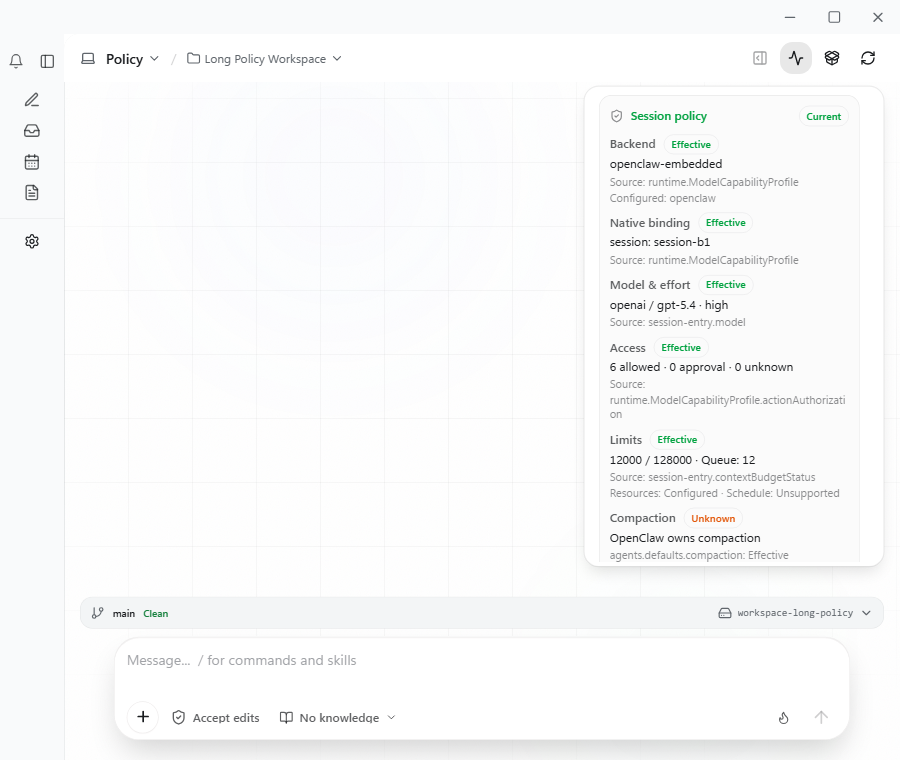 Policy / Long Policy Workspace
Session policy Current
Backend Effective
openclaw-embedded
Source: runtime.ModelCapabilityProfile
Configured: openclaw
Native binding Effective
session: session-b1
Source: runtime.ModelCapabilityProfile
Model & effort Effective
openai / gpt-5.4 · high
Source: session-entry.model
Access Effective
6 allowed · 0 approval · 0 unknown
Source:
runtime.ModelCapabilityProfile.actionAuthorizati
on
Limits Effective
12000 / 128000 · Queue: 12
Source: session-entry.contextBudgetStatus
Resources: Configured · Schedule: Unsupported
Compaction Unknown
OpenClaw owns compaction
agents.defaults.compaction: Effective
main Clean workspace-long-policy
Message... / for commands and skills
Accept edits No knowledge